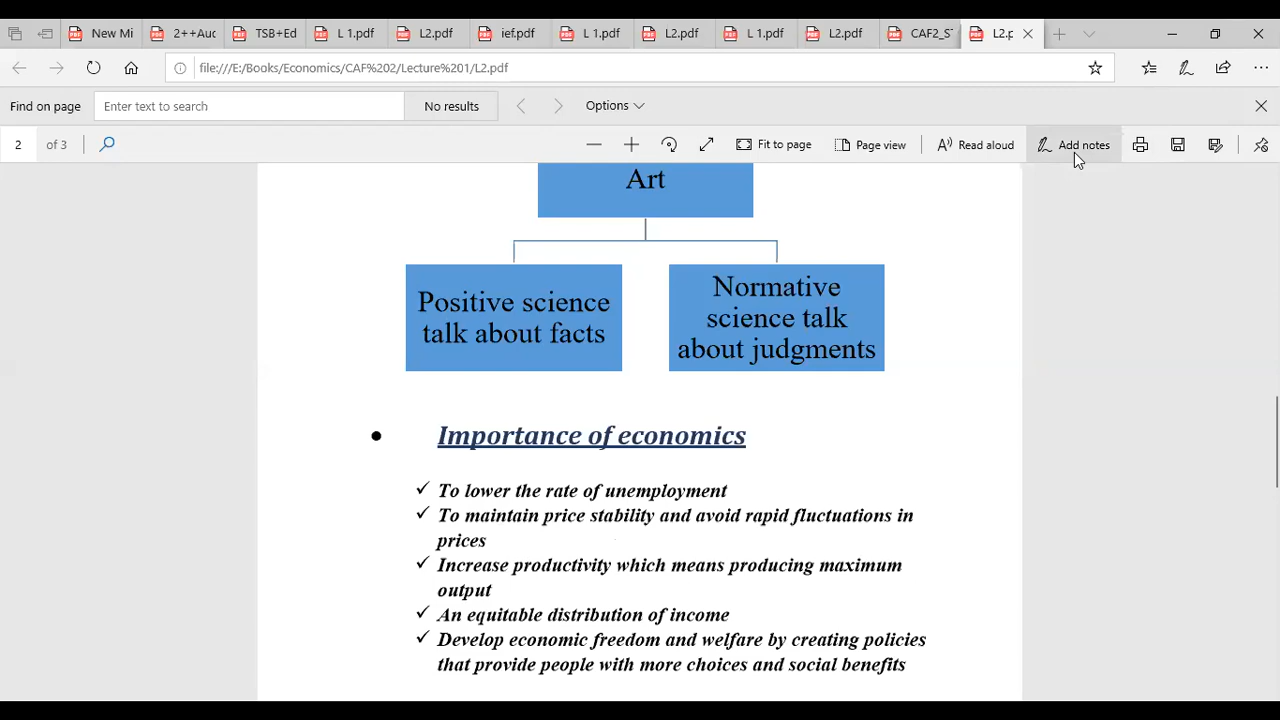 New Mi
2++Auc
TSB+Ed
L 1.pdf
L2.pdf
ief.pdf
L 1.pdf
L2.pdf
L 1.pdf
L2.pdf
CAF2_ST
L2.p
file:///E:/Books/Economics/CAF%202/Lecture%201/L2.pdf
Find on page
Enter text to search
No results
Options
2 of 3
Fit to page
Page view
Read aloud
Add notes
Art
Positive science
talk about facts
Normative
science talk
about judgments
• Importance of economics
✓ To lower the rate of unemployment
✓ To maintain price stability and avoid rapid fluctuations in
prices
✓ Increase productivity which means producing maximum
output
✓ An equitable distribution of income
✓ Develop economic freedom and welfare by creating policies
that provide people with more choices and social benefits